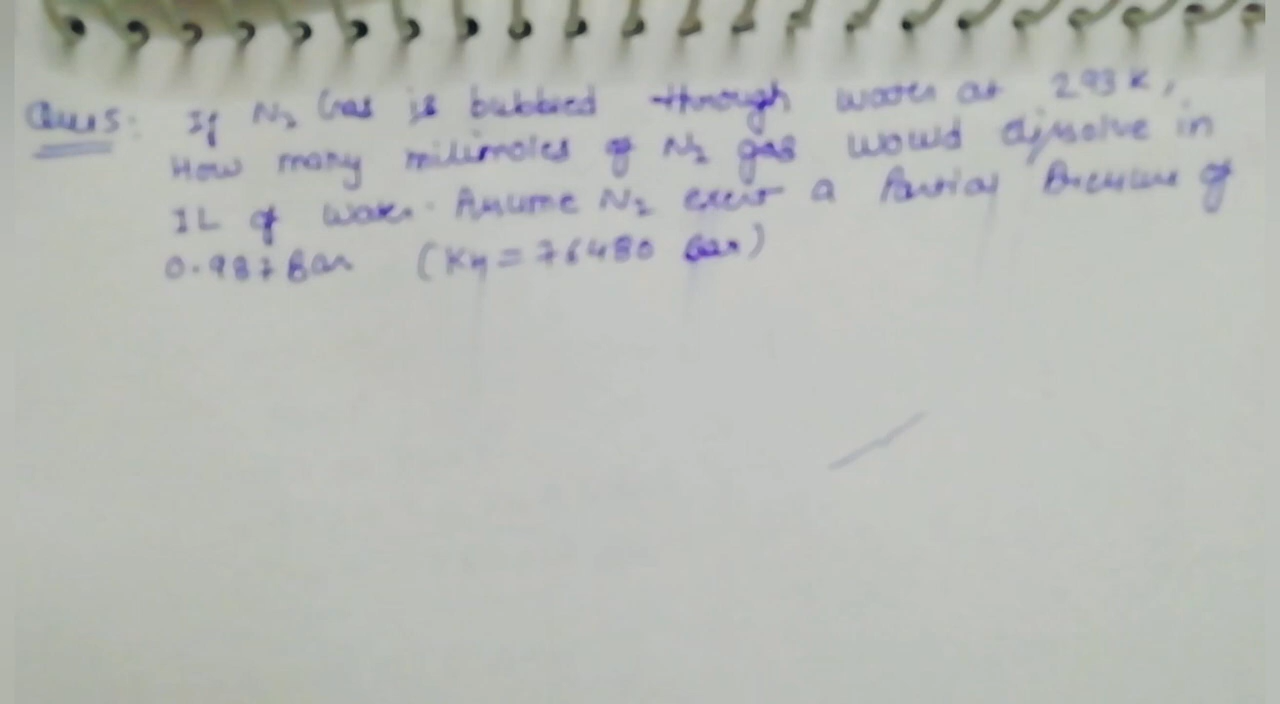 Ques: If N2 Gas is bubbled through water at 293 K,
How many milimoles of N2 gas would dissolve in
1L of water. Assume N2 exert a Partial Pressure of
0.987 Bar (KH = 76480 bar)